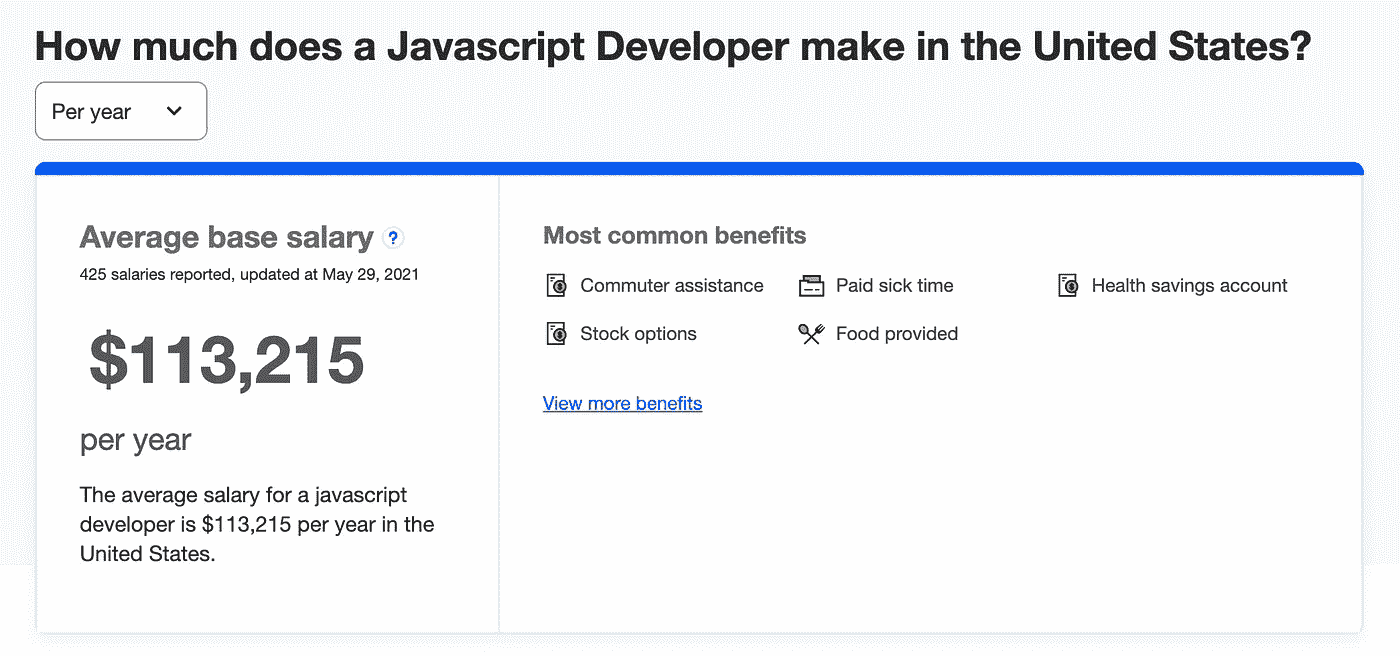 How much does a Javascript Developer make in the United States?
Per year
Average base salary ?
425 salaries reported, updated at May 29, 2021
$113,215
per year
The average salary for a javascript
developer is $113,215 per year in the
United States.
Most common benefits
Commuter assistance
Paid sick time
Health savings account
Stock options
Food provided
View more benefits